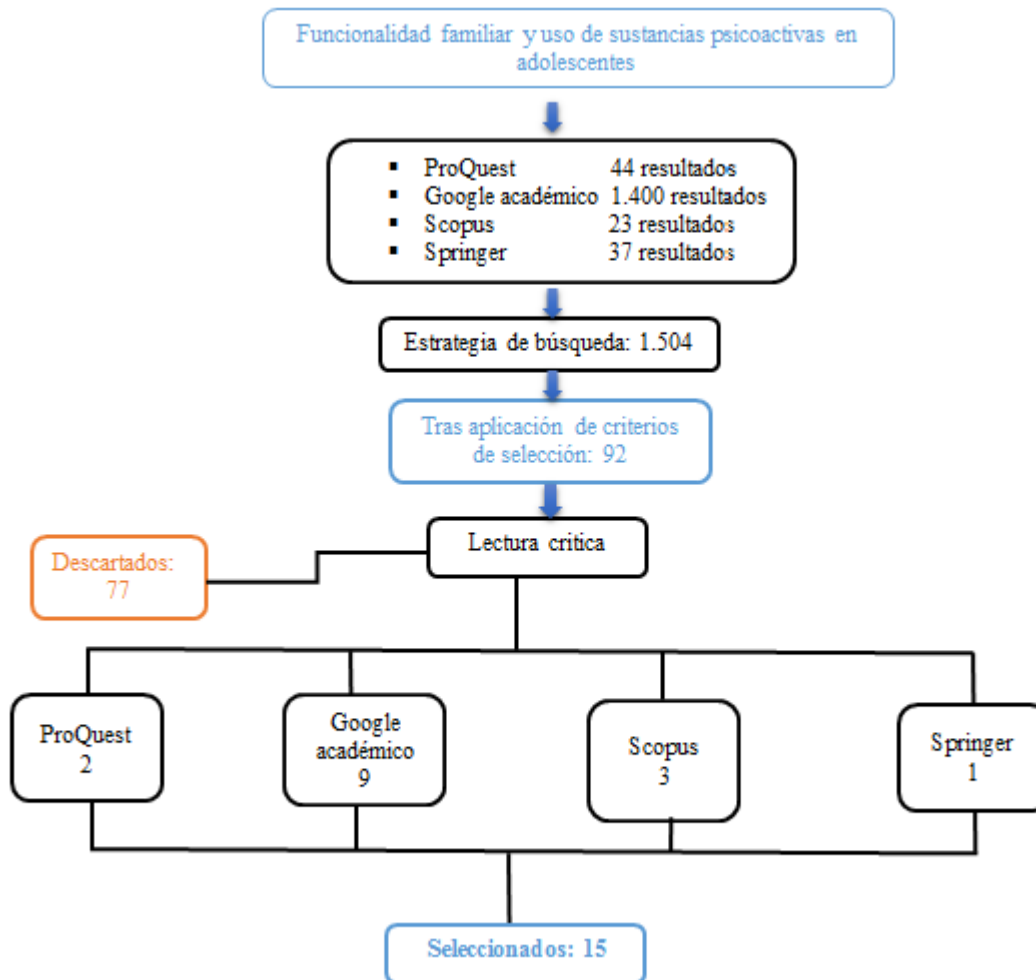 Funcionalidad familiar y uso de sustancias psicoactivas en
adolescentes
▪ ProQuest 44 resultados
▪ Google académico 1.400 resultados
▪ Scopus 23 resultados
▪ Springer 37 resultados
Estrategia de búsqueda: 1.504
Tras aplicación de criterios
de selección: 92
Lectura critica
Descartados:
77
ProQuest
2
Google
académico
9
Scopus
3
Springer
1
Seleccionados: 15